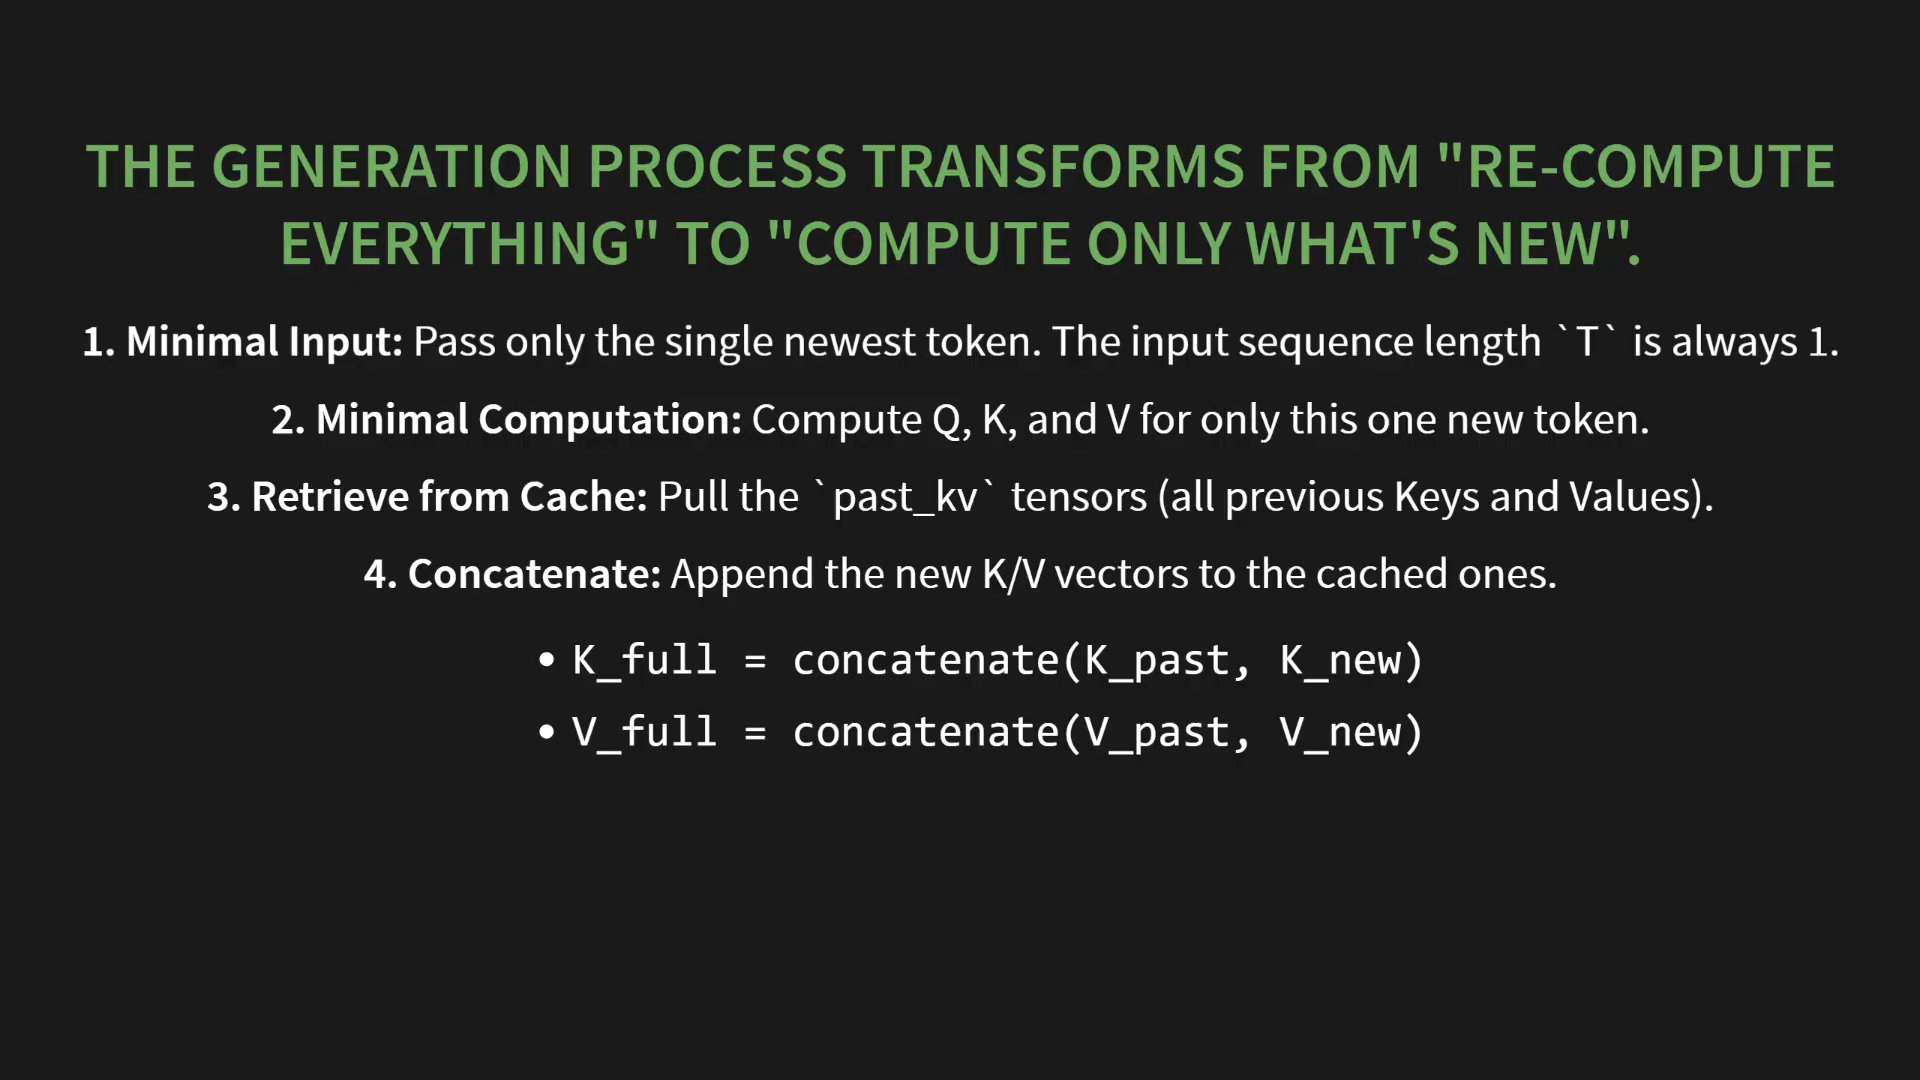 THE GENERATION PROCESS TRANSFORMS FROM "RE-COMPUTE
EVERYTHING" TO "COMPUTE ONLY WHAT'S NEW".
1. Minimal Input: Pass only the single newest token. The input sequence length `T` is always 1.
2. Minimal Computation: Compute Q, K, and V for only this one new token.
3. Retrieve from Cache: Pull the `past_kv` tensors (all previous Keys and Values).
4. Concatenate: Append the new K/V vectors to the cached ones.
• K_full = concatenate(K_past, K_new)
• V_full = concatenate(V_past, V_new)